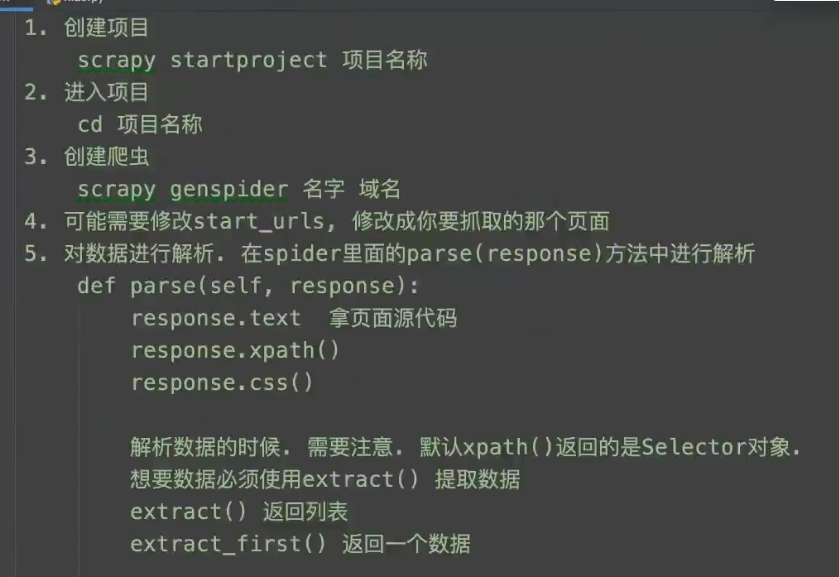 1. 创建项目
scrapy startproject 项目名称
2. 进入项目
cd 项目名称
3. 创建爬虫
scrapy genspider 名字 域名
4. 可能需要修改start_urls, 修改成你要抓取的那个页面
5. 对数据进行解析. 在spider里面的parse(response)方法中进行解析
def parse(self, response):
response.text 拿页面源代码
response.xpath()
response.css()
解析数据的时候. 需要注意. 默认xpath()返回的是Selector对象.
想要数据必须使用extract() 提取数据
extract() 返回列表
extract_first() 返回一个数据